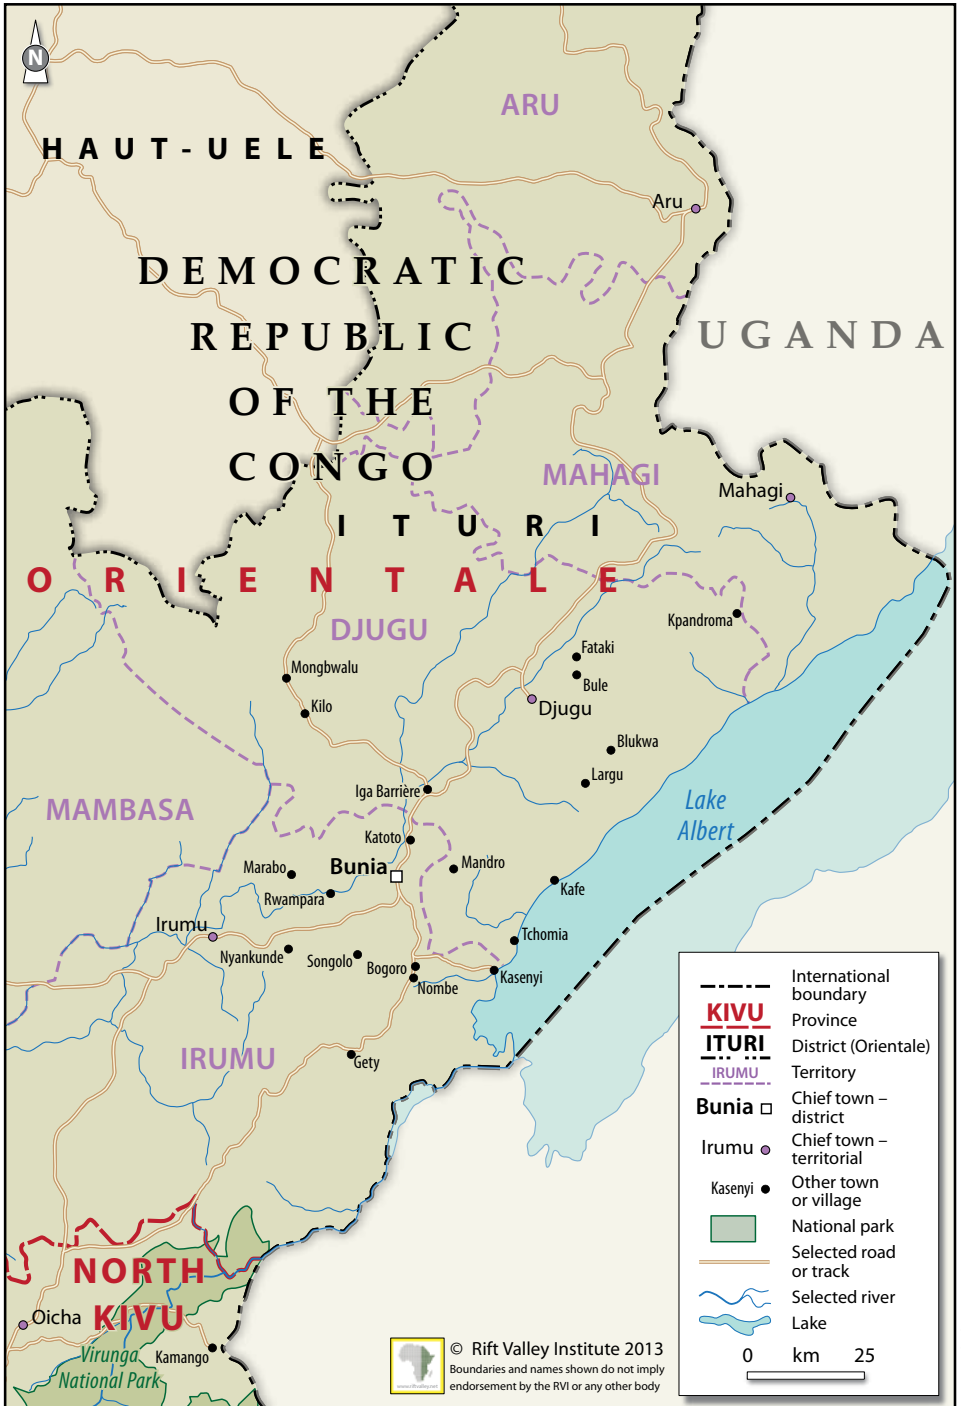 N
ARU
HAUT-UELE
Aru
DEMOCRATIC
REPUBLIC
OF THE
CONGO
UGANDA
MAHAGI
Mahagi
ITURI
ORIENTALE
DJUGU
Kpandroma
Fataki
Mongbwalu
Bule
Kilo
Djugu
Blukwa
Largu
Iga Barrière
MAMBASA
Lake
Albert
Katoto
Marabo
Bunia
Mandro
Rwampara
Kafe
Irumu
Tchomia
Nyankunde
Songolo
Bogoro
Kasenyi
Nombe
IRUMU
Gety
NORTH
KIVU
Oicha
Virunga
National Park
Kamango
International
boundary
KIVU
Province
ITURI
District (Orientale)
IRUMU
Territory
Bunia
Chief town –
district
Irumu
Chief town –
territorial
Kasenyi
Other town
or village
National park
Selected road
or track
Selected river
Lake
0 km 25
www.riftvalley.net
© Rift Valley Institute 2013
Boundaries and names shown do not imply
endorsement by the RVI or any other body